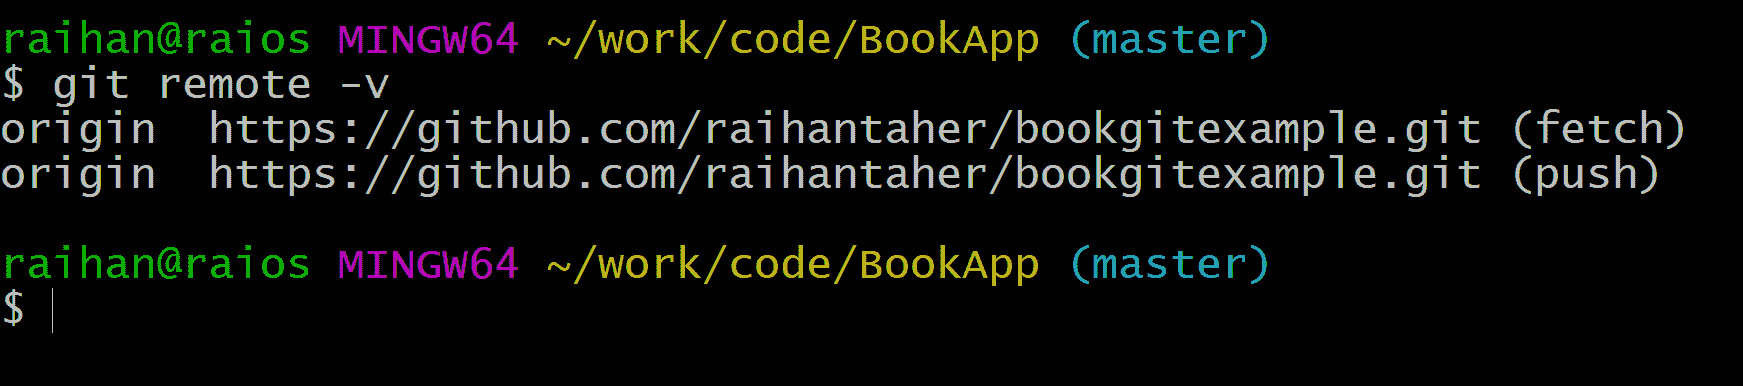 raihan@raios MINGW64 ~/work/code/BookApp (master)
$ git remote -v
origin  https://github.com/raihantaher/bookgitexample.git (fetch)
origin  https://github.com/raihantaher/bookgitexample.git (push)
raihan@raios MINGW64 ~/work/code/BookApp (master)
$